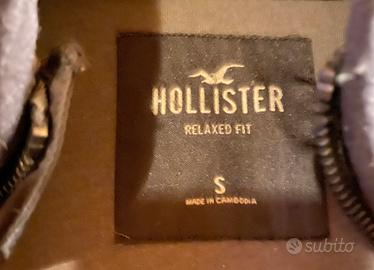 HOLLISTER
RELAXED FIT
S
MADE IN CAMBODIA
subito